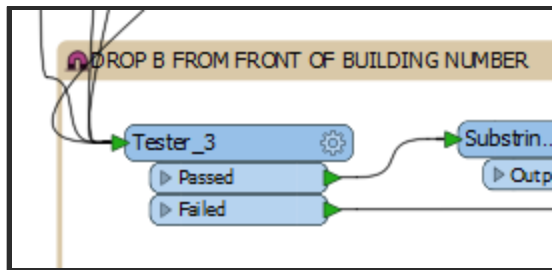 DROP B FROM FRONT OF BUILDING NUMBER
Tester_3
Substrin...
Passed
Outp
Failed